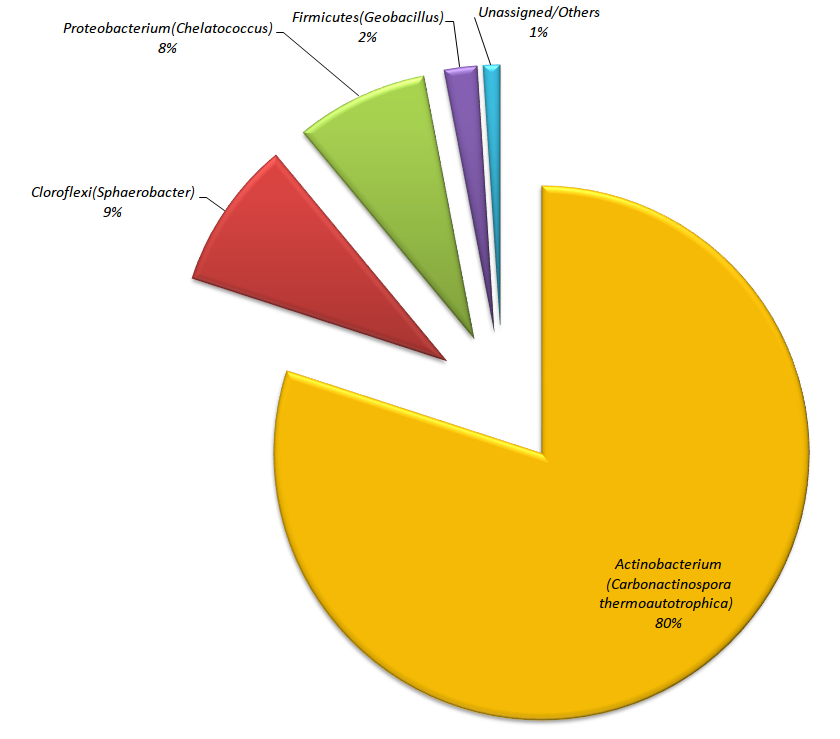 Unassigned/Others
1%
Firmicutes(Geobacillus)
2%
Proteobacterium(Chelatococcus)
8%
Cloroflexi(Sphaerobacter)
9%
Actinobacterium
(Carbonactinospora
thermoautotrophica)
80%